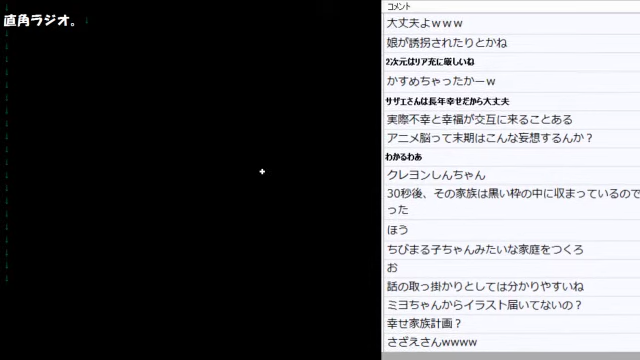 直角ラジオ。
コメント
大丈夫よｗｗｗ
娘が誘拐されたりとかね
2次元はリア充に厳しいね
かすめちゃったかーｗ
サザエさんは長年幸せだから大丈夫
実際不幸と幸福が交互に来ることある
アニメ脳って末期はこんな妄想するんか？
わかるわあ
クレヨンしんちゃん
30秒後、その家族は黒い枠の中に収まっているので
った
ほう
ちびまる子ちゃんみたいな家庭をつくろ
お
話の取っ掛かりとしては分かりやすいね
ミヨちゃんからイラスト届いてないの？
幸せ家族計画？
さざえさんwwww